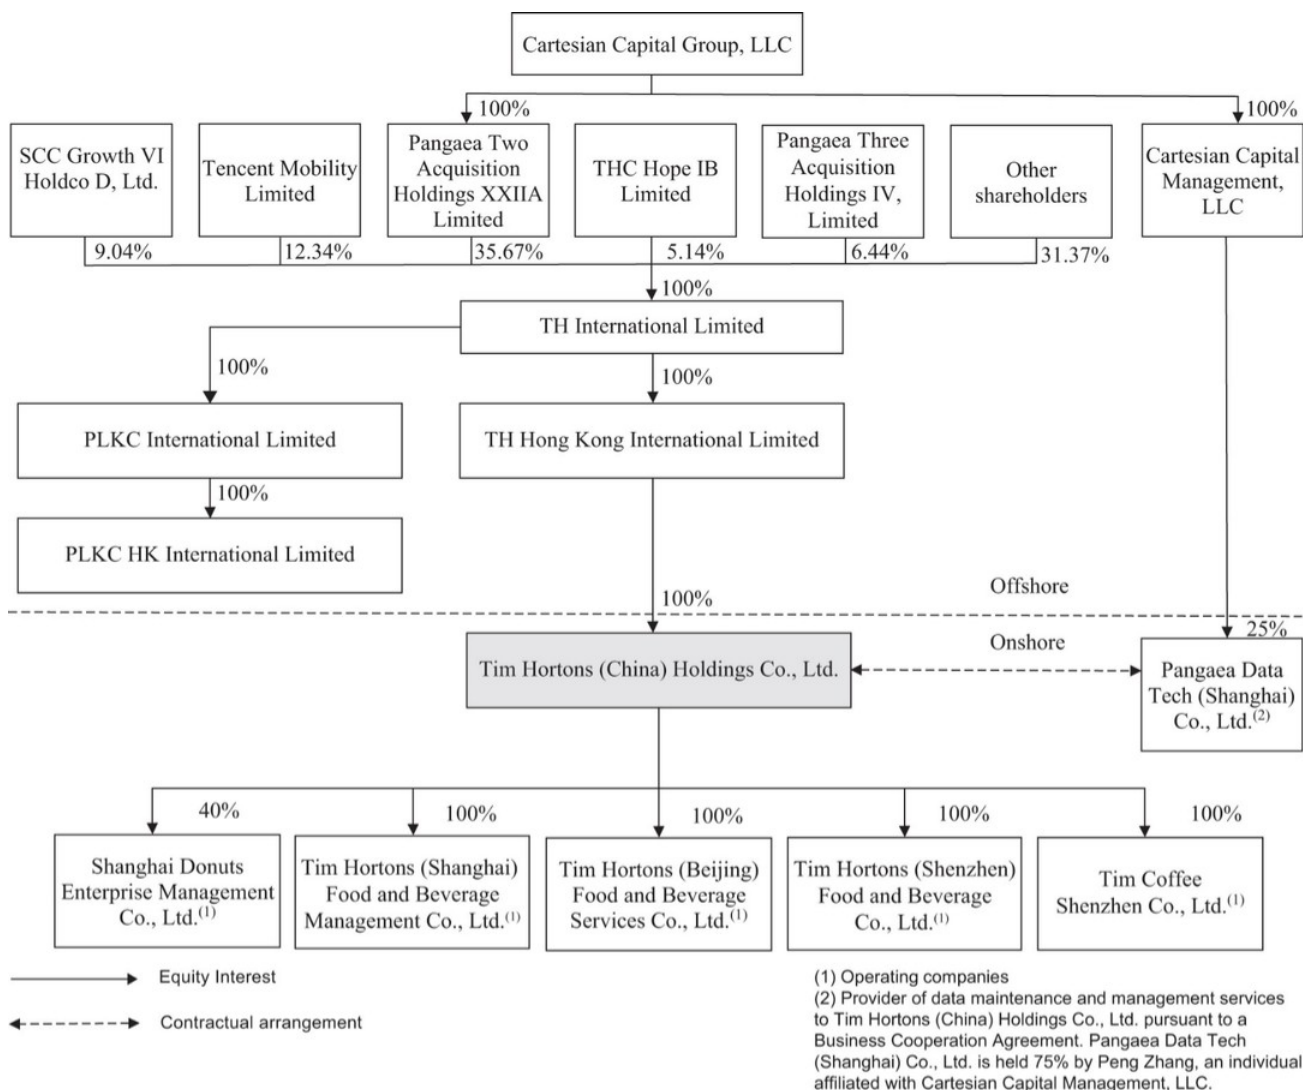 Cartesian Capital Group, LLC
100%
100%
SCC Growth VI
Holdco D, Ltd.
Tencent Mobility
Limited
Pangaea Two
Acquisition
Holdings XXIIA
Limited
THC Hope IB
Limited
Pangaea Three
Acquisition
Holdings IV,
Limited
Other
shareholders
Cartesian Capital
Management,
LLC
9.04%
12.34%
35.67%
5.14%
6.44%
31.37%
100%
TH International Limited
100%
100%
PLKC International Limited
TH Hong Kong International Limited
100%
PLKC HK International Limited
100%
Offshore
Onshore
25%
Tim Hortons (China) Holdings Co., Ltd.
Pangaea Data
Tech (Shanghai)
Co., Ltd.(2)
40%
100%
100%
100%
100%
Shanghai Donuts
Enterprise Management
Co., Ltd.(1)
Tim Hortons (Shanghai)
Food and Beverage
Management Co., Ltd.(1)
Tim Hortons (Beijing)
Food and Beverage
Services Co., Ltd.(1)
Tim Hortons (Shenzhen)
Food and Beverage
Co., Ltd.(1)
Tim Coffee
Shenzhen Co., Ltd.(1)
Equity Interest
Contractual arrangement
(1) Operating companies
(2) Provider of data maintenance and management services
to Tim Hortons (China) Holdings Co., Ltd. pursuant to a
Business Cooperation Agreement. Pangaea Data Tech
(Shanghai) Co., Ltd. is held 75% by Peng Zhang, an individual
affiliated with Cartesian Capital Management, LLC.